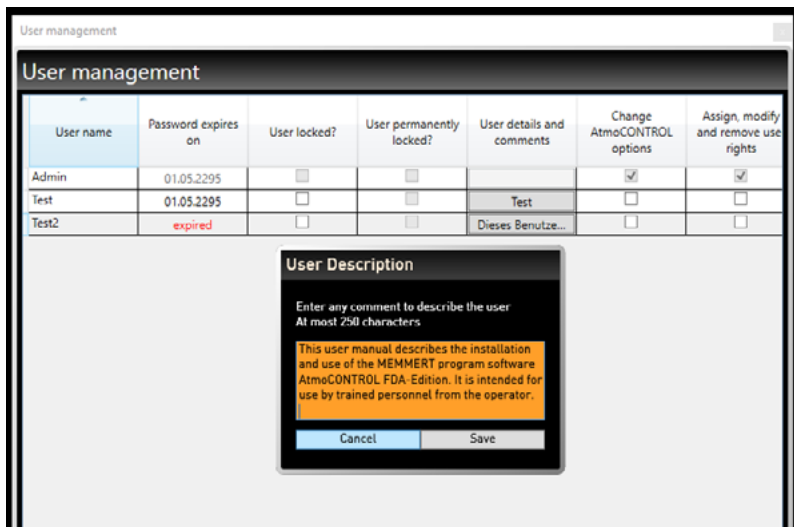 User management
User management
User name
Password expires
on
User locked?
User permanently
locked?
User details and
comments
Change
AtmoCONTROL
options
Assign, modify
and remove use
rights
Admin 01.05.2295
Test 01.05.2295 Test
Test2 expired Dieses Benutze...
User Description
Enter any comment to describe the user
At most 250 characters
This user manual describes the installation
and use of the MEMMERT program software
AtmoCONTROL FDA-Edition. It is intended for
use by trained personnel from the operator.
Cancel Save